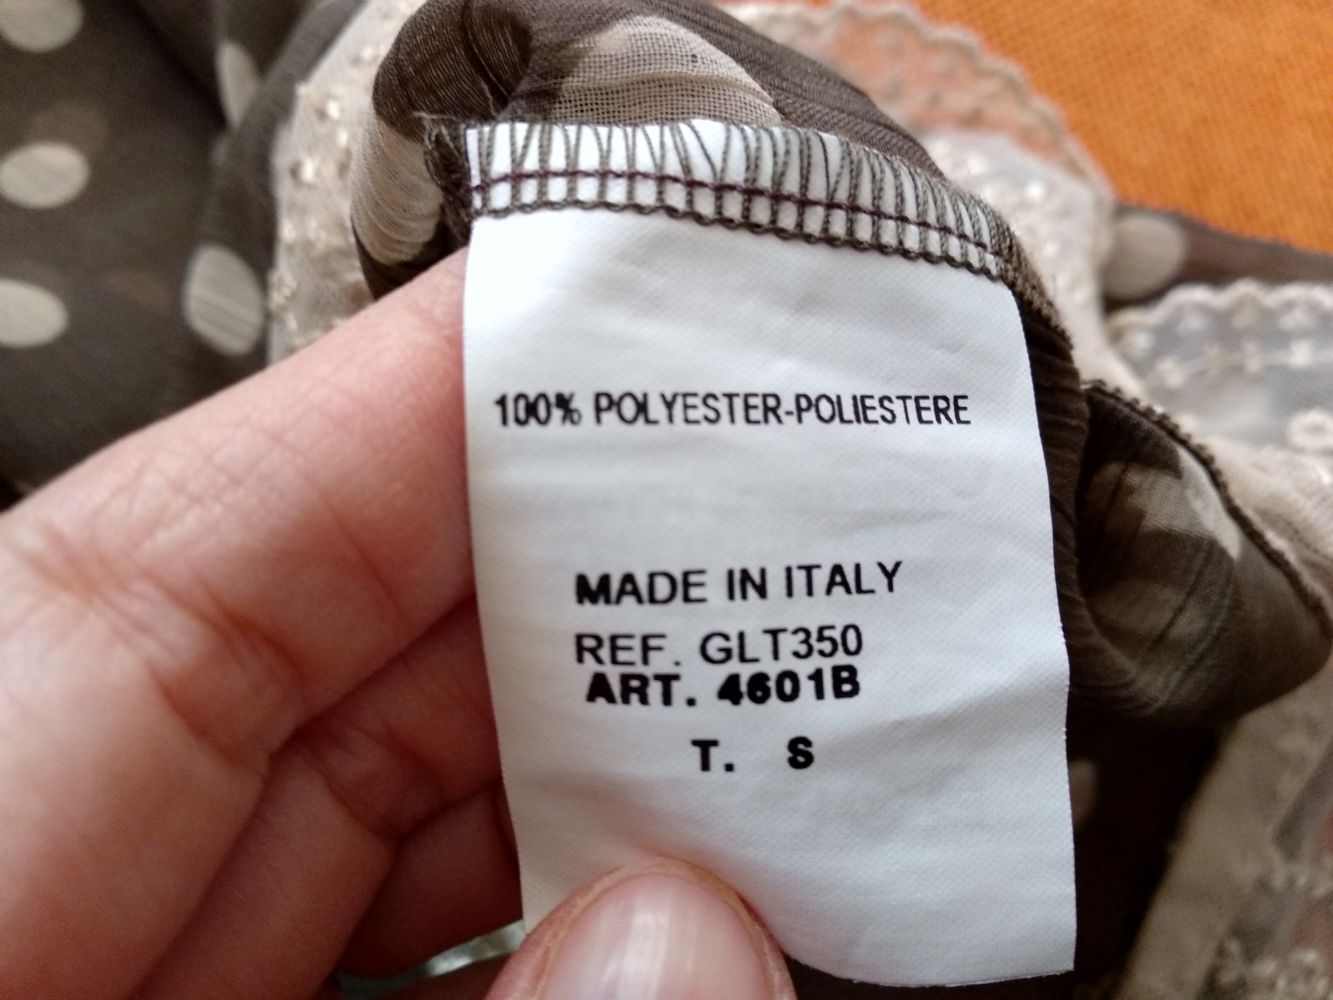 100% POLYESTER-POLIESTERE
MADE IN ITALY
REF. GLT350
ART. 4601B
T. S